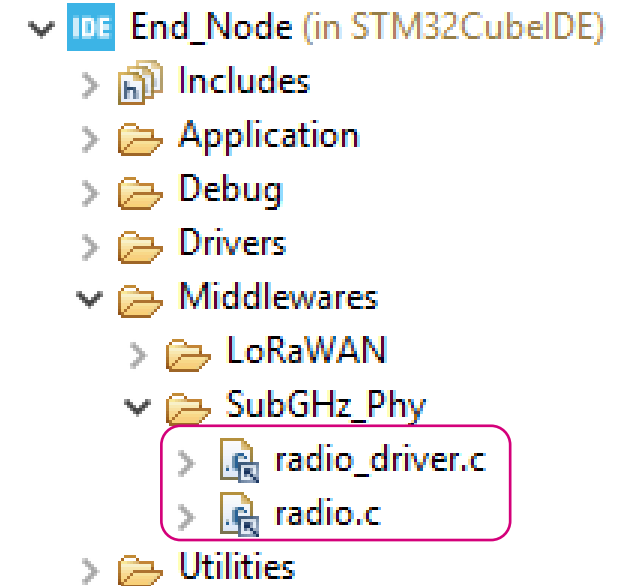 IDE End_Node (in STM32CubeIDE)
h Includes
Application
Debug
Drivers
Middlewares
LoRaWAN
SubGHz_Phy
.c radio_driver.c
.c radio.c
Utilities